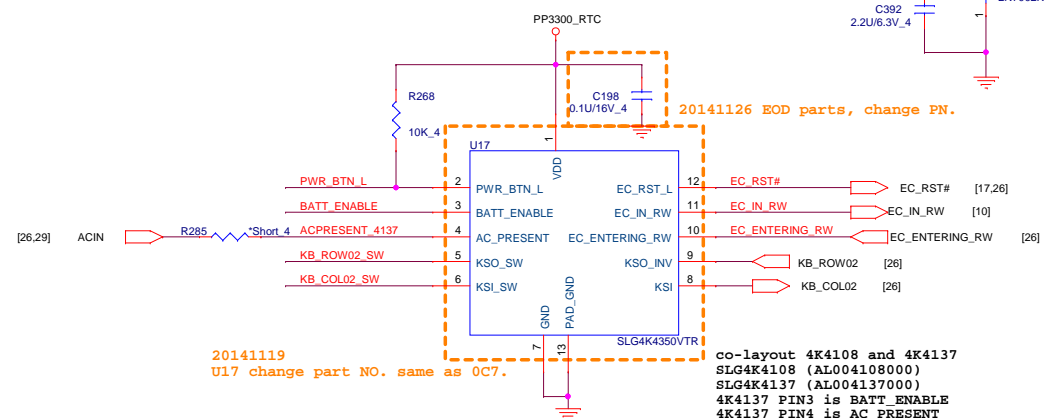 C392
2.2U/6.3V_4
1
PP3300_RTC
R268
10K_4
C198
0.1U/16V_4
20141126 EOD parts, change PN.
U17
1
VDD
PWR_BTN_L
2
PWR_BTN_L
EC_RST_L
12
EC_RST#
EC_RST#
[17,26]
BATT_ENABLE
3
BATT_ENABLE
EC_IN_RW
11
EC_IN_RW
EC_IN_RW
[10]
[26,29]
ACIN
R285
*Short_4
ACPRESENT_4137
4
AC_PRESENT
EC_ENTERING_RW
10
EC_ENTERING_RW
EC_ENTERING_RW
[26]
KB_ROW02_SW
5
KSO_SW
KSO_INV
9
KB_ROW02
[26]
KB_COL02_SW
6
KSI_SW
KSI
8
KB_COL02
[26]
GND
PAD_GND
7
13
SLG4K4350VTR
20141119
U17 change part NO. same as 0C7.
co-layout 4K4108 and 4K4137
SLG4K4108 (AL004108000)
SLG4K4137 (AL004137000)
4K4137 PIN3 is BATT_ENABLE
4K4137 PIN4 is AC_PRESENT